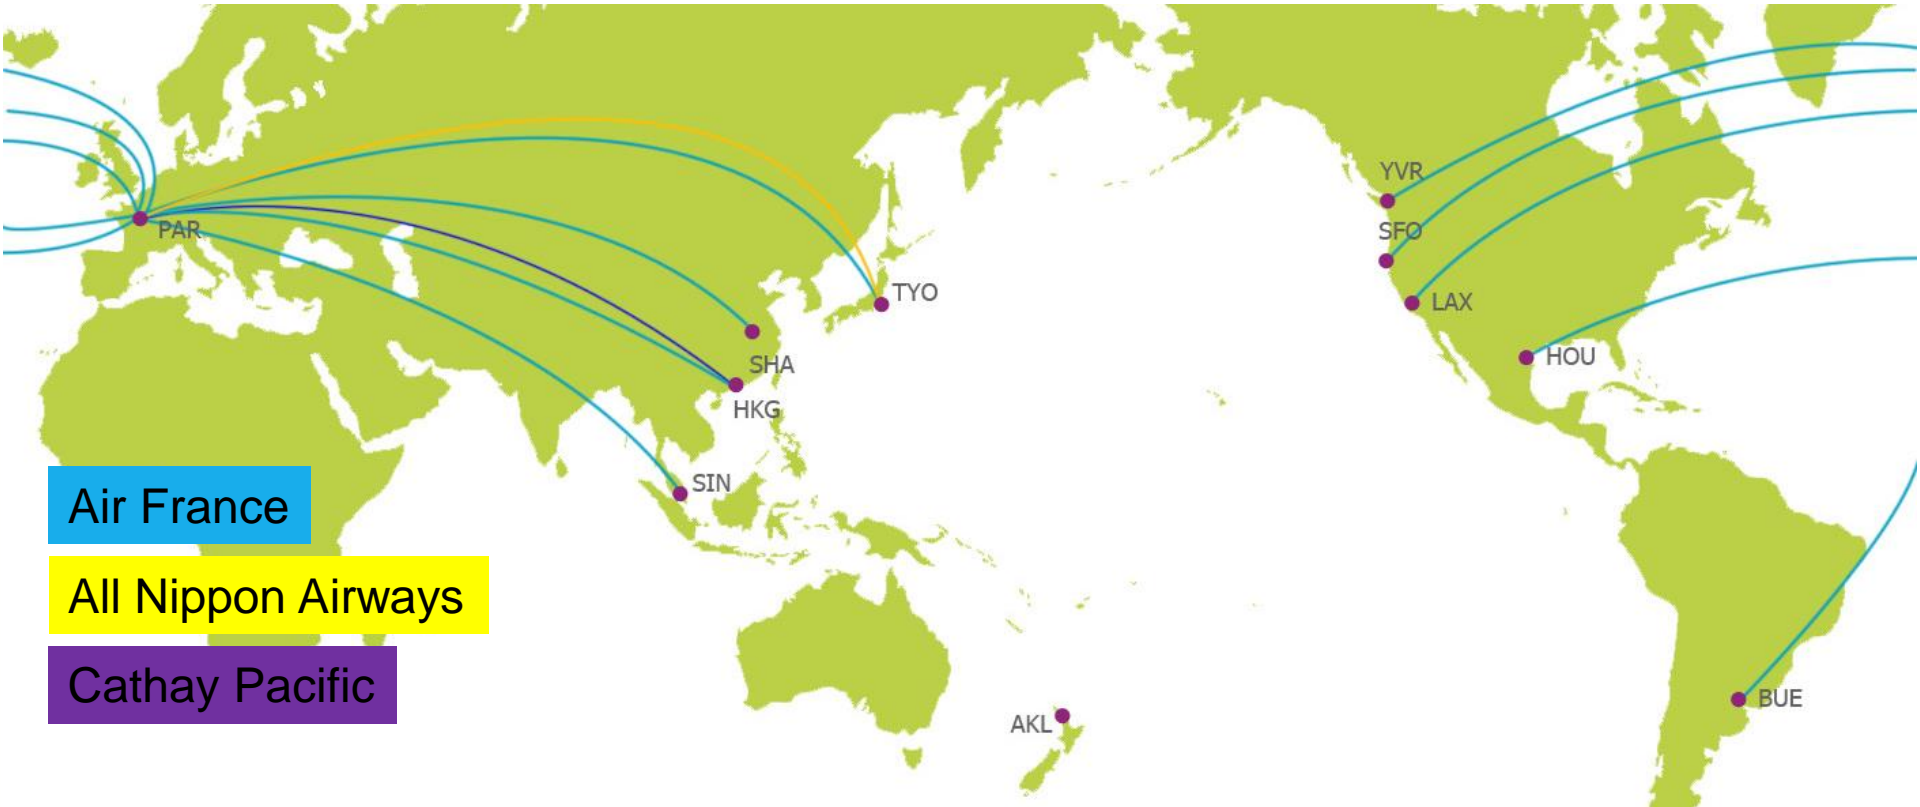 YVR
PAR
SFO
TYO
LAX
SHA
HOU
HKG
SIN
Air France
All Nippon Airways
Cathay Pacific
BUE
AKL